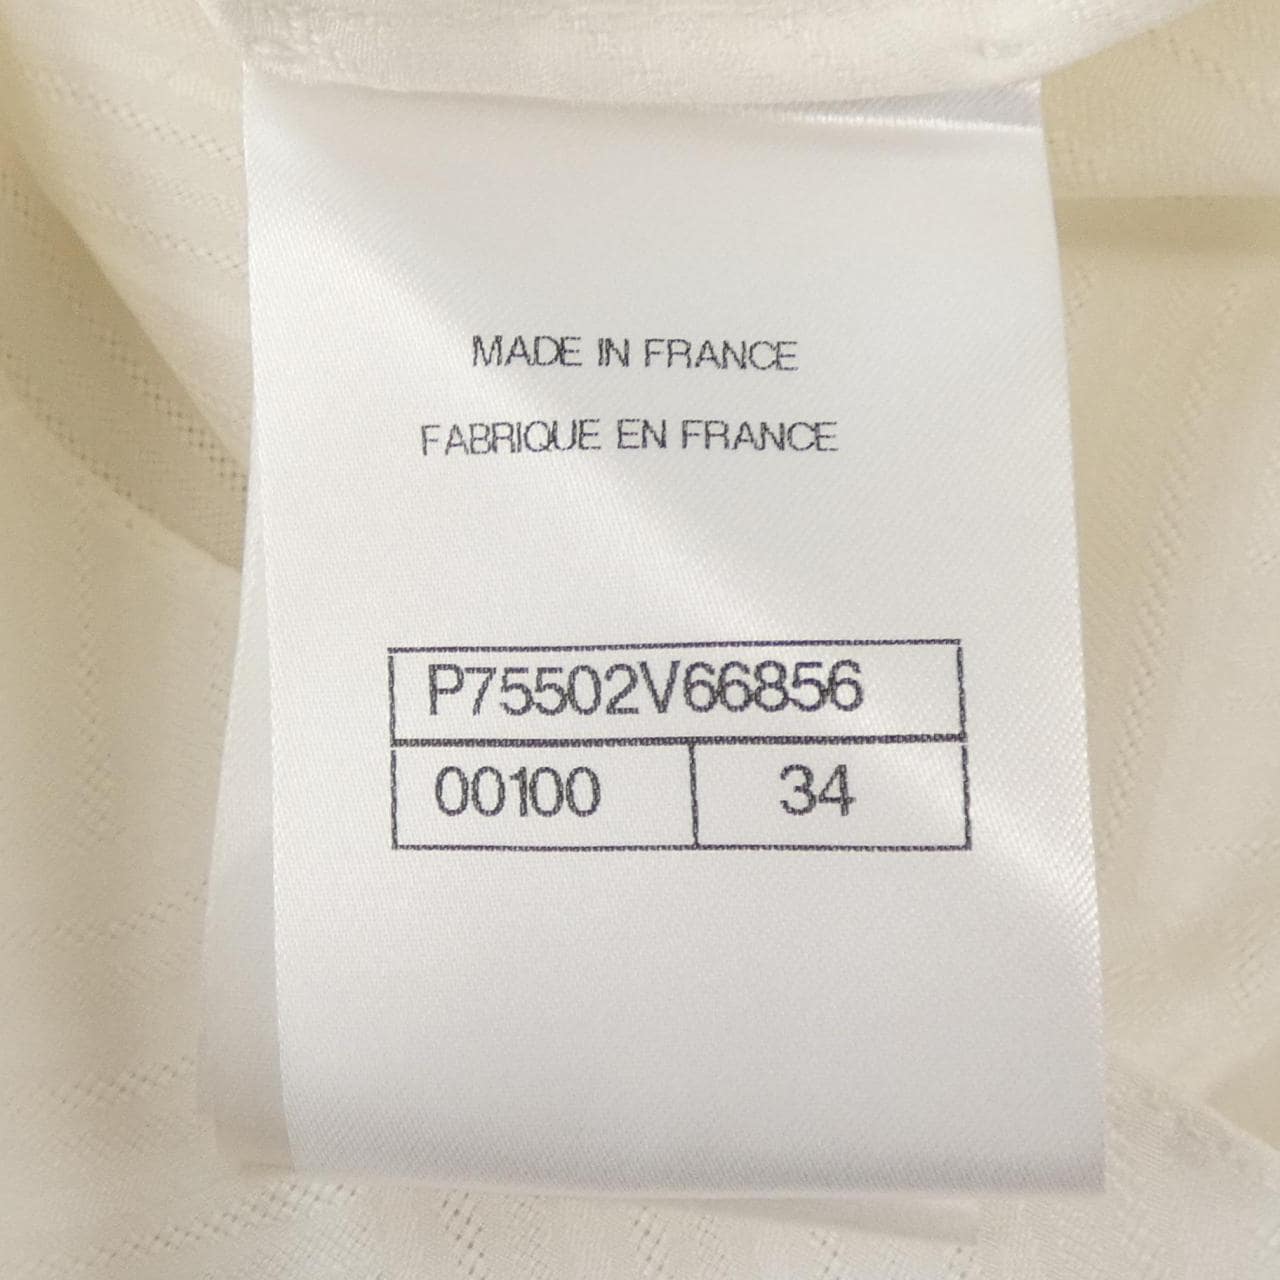 MADE IN FRANCE
FABRIQUE EN FRANCE
P75502V66856
00100 34